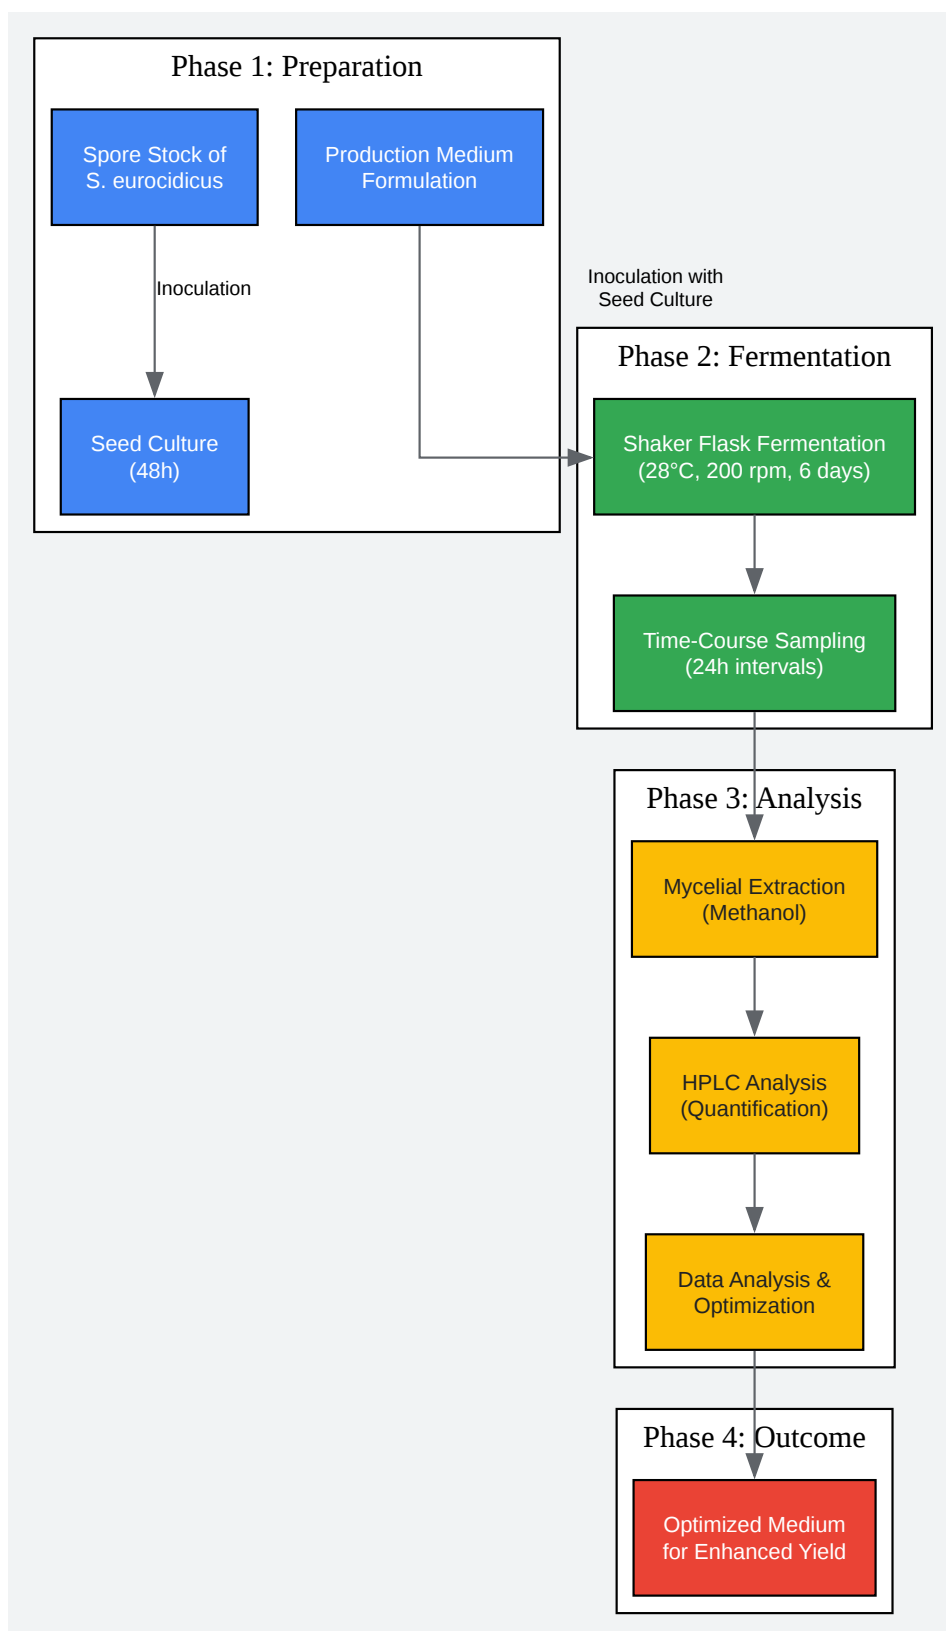 Phase 1: Preparation
Spore Stock of
S. eurocidicus
Production Medium
Formulation
Inoculation
Seed Culture
(48h)
Inoculation with
Seed Culture
Phase 2: Fermentation
Shaker Flask Fermentation
(28°C, 200 rpm, 6 days)
Time-Course Sampling
(24h intervals)
Phase 3: Analysis
Mycelial Extraction
(Methanol)
HPLC Analysis
(Quantification)
Data Analysis &
Optimization
Phase 4: Outcome
Optimized Medium
for Enhanced Yield